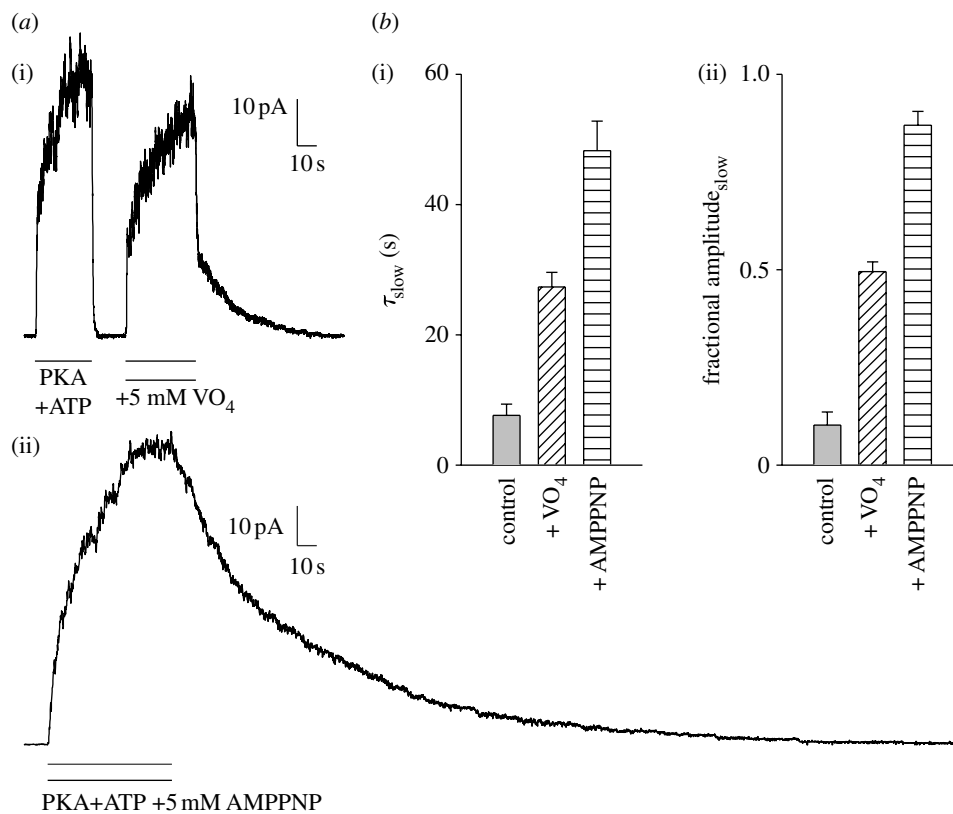 (a)
(i)
10 pA
10 s
PKA
+ATP
+5 mM VO₄
(ii)
10 pA
10 s
PKA+ATP +5 mM AMPPNP
(b)
(i)
60
40
20
0
τslow (s)
control
+ VO₄
+ AMPPNP
(ii)
1.0
0.5
0
fractional amplitudeslow
control
+ VO₄
+ AMPPNP